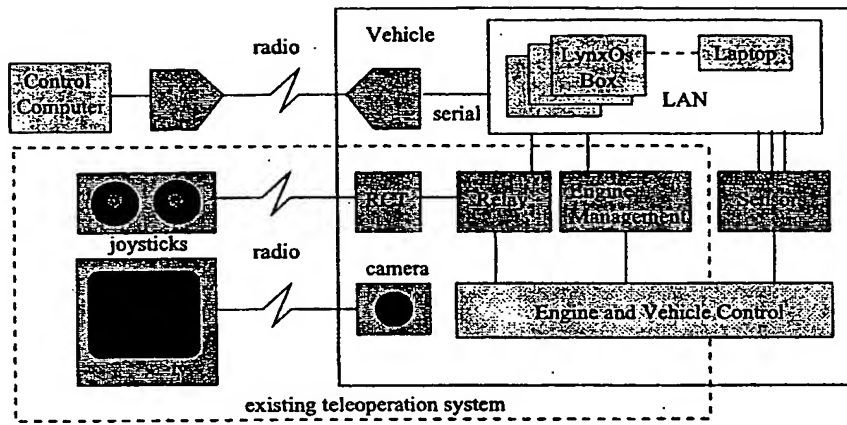 radio
Vehicle
LynxOs
Box
Laptop
Control
Computer
serial
LAN
RCT
Relay
Engine
Management
Sensors
joysticks
radio
camera
Engine and Vehicle Control
existing teleoperation system